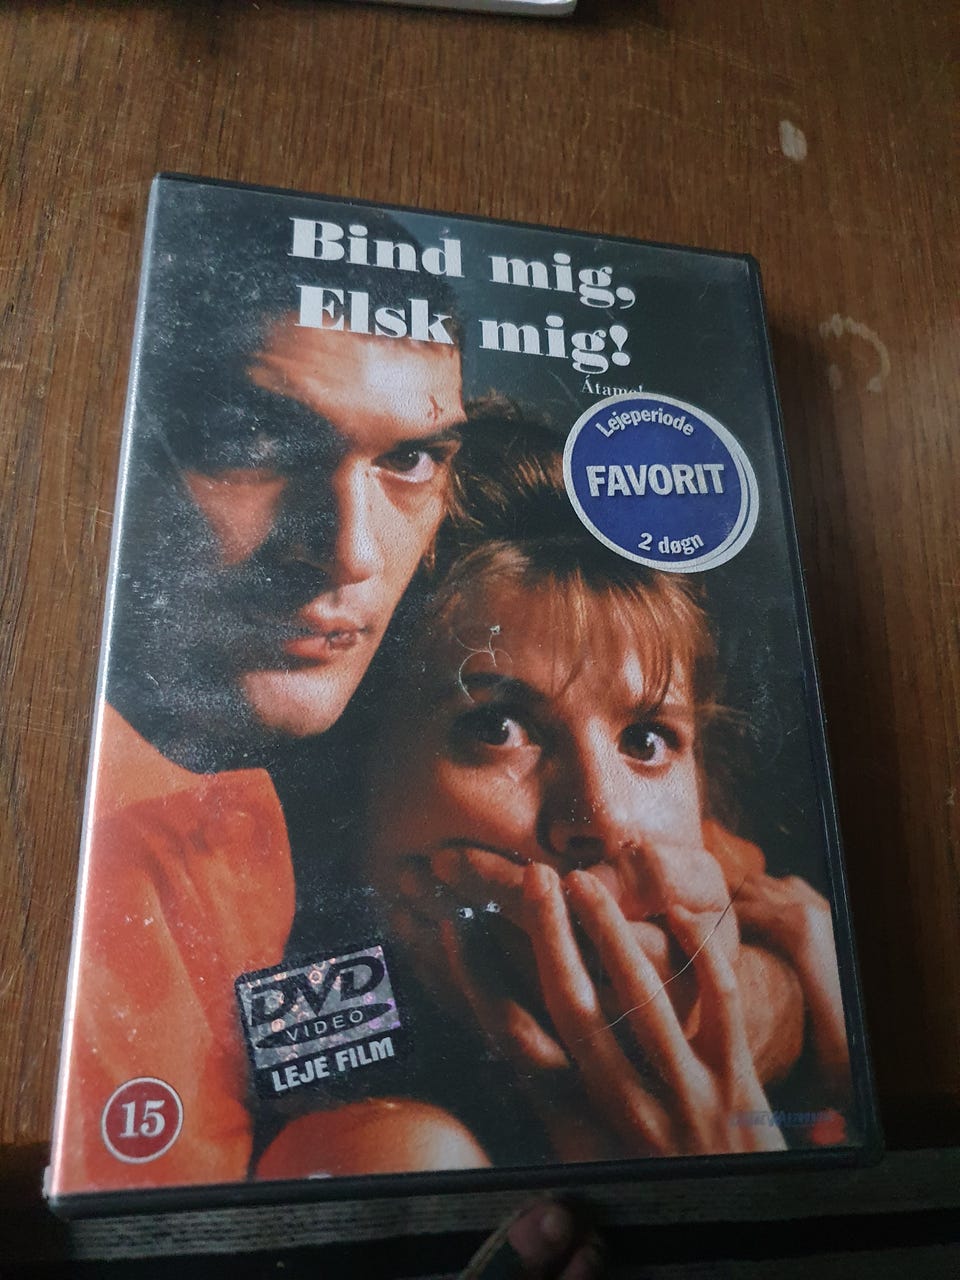 Bind mig,
Elsk mig!
Lejeperiode
FAVORIT
2 døgn
DVD
VIDEO
LEJE FILM
15